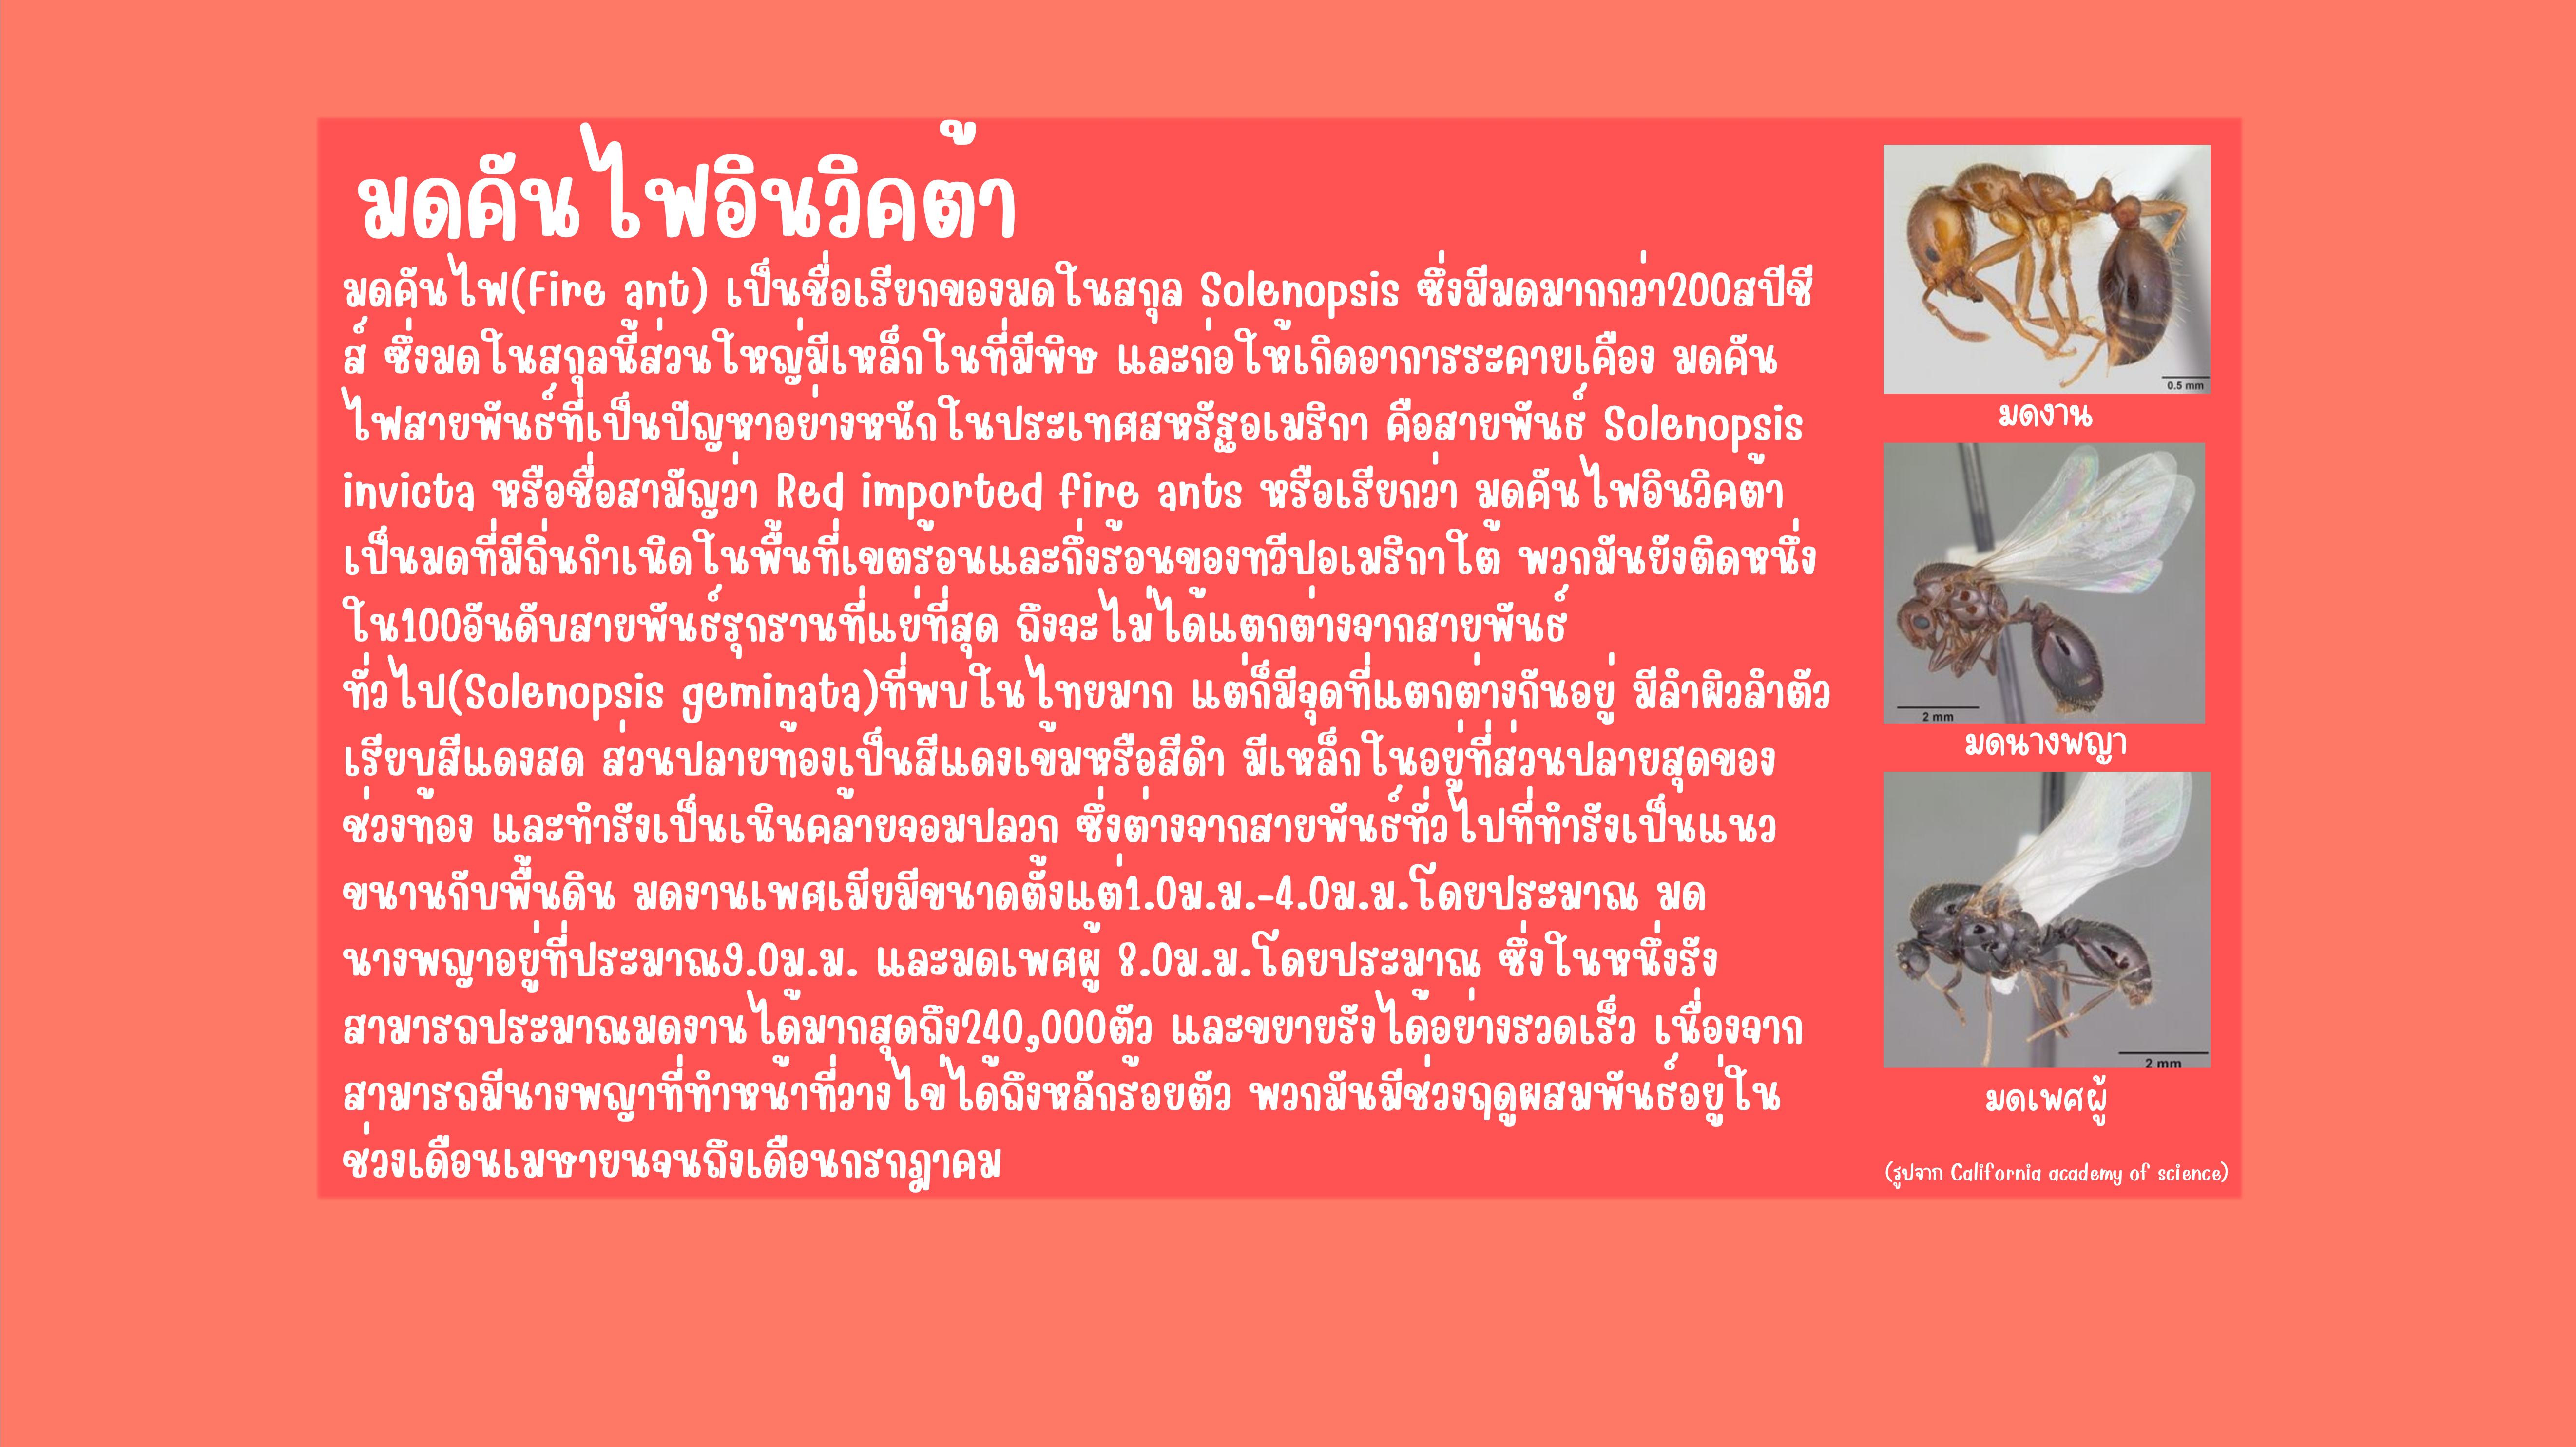 มดคันไฟอินวิคต้า
มดคันไฟ(Fire ant) เป็นชื่อเรียกของมดในสกุล Solenopsis ซึ่งมีมดมากกว่า200สปีชี
ส์ ซึ่งมดในสกุลนี้ส่วนใหญ่มีเหล็กในที่มีพิษ และก่อให้เกิดอาการระคายเคือง มดคัน
ไฟสายพันธ์ที่เป็นปัญหาอย่างหนักในประเทศสหรัฐอเมริกา คือสายพันธ์ Solenopsis
invicta หรือชื่อสามัญว่า Red imported fire ants หรือเรียกว่า มดคันไฟอินวิคต้า
เป็นมดที่มีถิ่นกำเนิดในพื้นที่เขตร้อนและกึ่งร้อนของทวีปอเมริกาใต้ พวกมันยังติดหนึ่ง
ใน100อันดับสายพันธ์รุกรานที่แย่ที่สุด ถึงจะไม่ได้แตกต่างจากสายพันธ์
ทั่วไป(Solenopsis geminata)ที่พบในไทยมาก แต่ก็มีจุดที่แตกต่างกันอยู่ มีลำผิวลำตัว
เรียบสีแดงสด ส่วนปลายท้องเป็นสีแดงเข้มหรือสีดำ มีเหล็กในอยู่ที่ส่วนปลายสุดของ
ช่วงท้อง และทำรังเป็นเนินคล้ายจอมปลวก ซึ่งต่างจากสายพันธ์ทั่วไปที่ทำรังเป็นแนว
ขนานกับพื้นดิน มดงานเพศเมียมีขนาดตั้งแต่1.0ม.ม.-4.0ม.ม.โดยประมาณ มด
นางพญาอยู่ที่ประมาณ9.0ม.ม. และมดเพศผู้ 8.0ม.ม.โดยประมาณ ซึ่งในหนึ่งรัง
สามารถประมาณมดงานได้มากสุดถึง240,000ตัว และขยายรังได้อย่างรวดเร็ว เนื่องจาก
สามารถมีนางพญาที่ทำหน้าที่วางไข่ได้ถึงหลักร้อยตัว พวกมันมีช่วงฤดูผสมพันธ์อยู่ใน
ช่วงเดือนเมษายนจนถึงเดือนกรกฎาคม
0.5 mm
มดงาน
2 mm
มดนางพญา
2 mm
มดเพศผู้
(รูปจาก California academy of science)